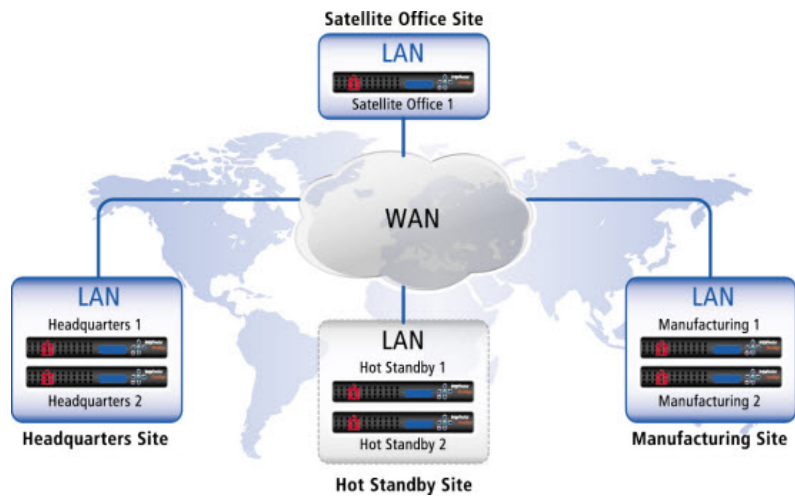 Satellite Office Site
LAN
Satellite Office 1
WAN
LAN
Headquarters 1
Headquarters 2
Headquarters Site
LAN
Hot Standby 1
Hot Standby 2
Hot Standby Site
LAN
Manufacturing 1
Manufacturing 2
Manufacturing Site